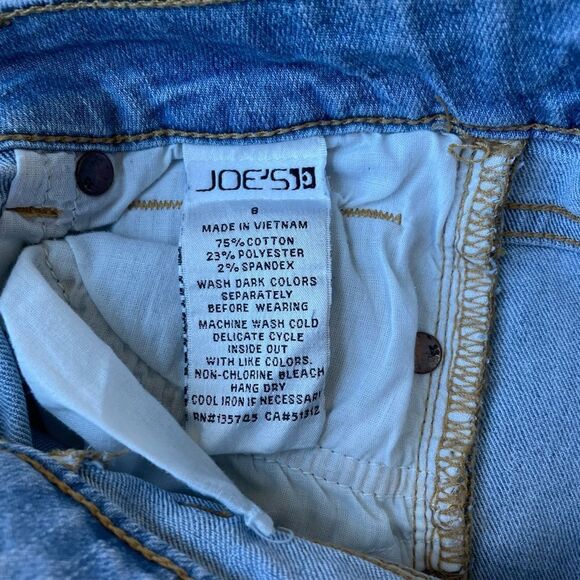 JOE'S
8
MADE IN VIETNAM
75% COTTON
23% POLYESTER
2% SPANDEX
WASH DARK COLORS
SEPARATELY
BEFORE WEARING
MACHINE WASH COLD
DELICATE CYCLE
INSIDE OUT
WITH LIKE COLORS.
NON-CHLORINE BLEACH
HANG DRY
COOL IRON IF NECESSARY
RN#135745 CA#51312